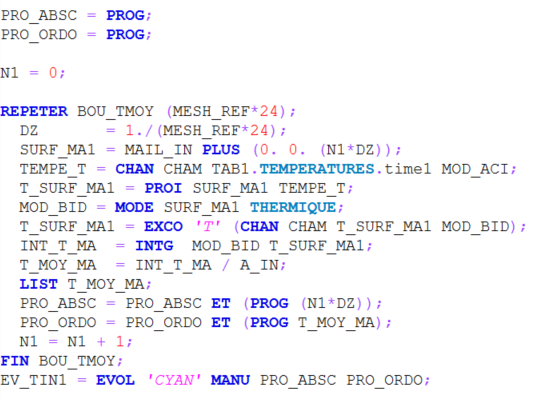 PRO_ABSC = PROG;
PRO_ORDO = PROG;
N1 = 0;
REPETER BOU_TMOY (MESH_REF*24);
DZ = 1./(MESH_REF*24);
SURF_MA1 = MAIL_IN PLUS (0. 0. (N1*DZ));
TEMPE_T = CHAN CHAM TAB1.TEMPERATURES.time1 MOD_ACI;
T_SURF_MA1 = PROI SURF_MA1 TEMPE_T;
MOD_BID = MODE SURF_MA1 THERMIQUE;
T_SURF_MA1 = EXCO 'T' (CHAN CHAM T_SURF_MA1 MOD_BID);
INT_T_MA = INTG MOD_BID T_SURF_MA1;
T_MOY_MA = INT_T_MA / A_IN;
LIST T_MOY_MA;
PRO_ABSC = PRO_ABSC ET (PROG (N1*DZ));
PRO_ORDO = PRO_ORDO ET (PROG T_MOY_MA);
N1 = N1 + 1;
FIN BOU_TMOY;
EV_TIN1 = EVOL 'CYAN' MANU PRO_ABSC PRO_ORDO;